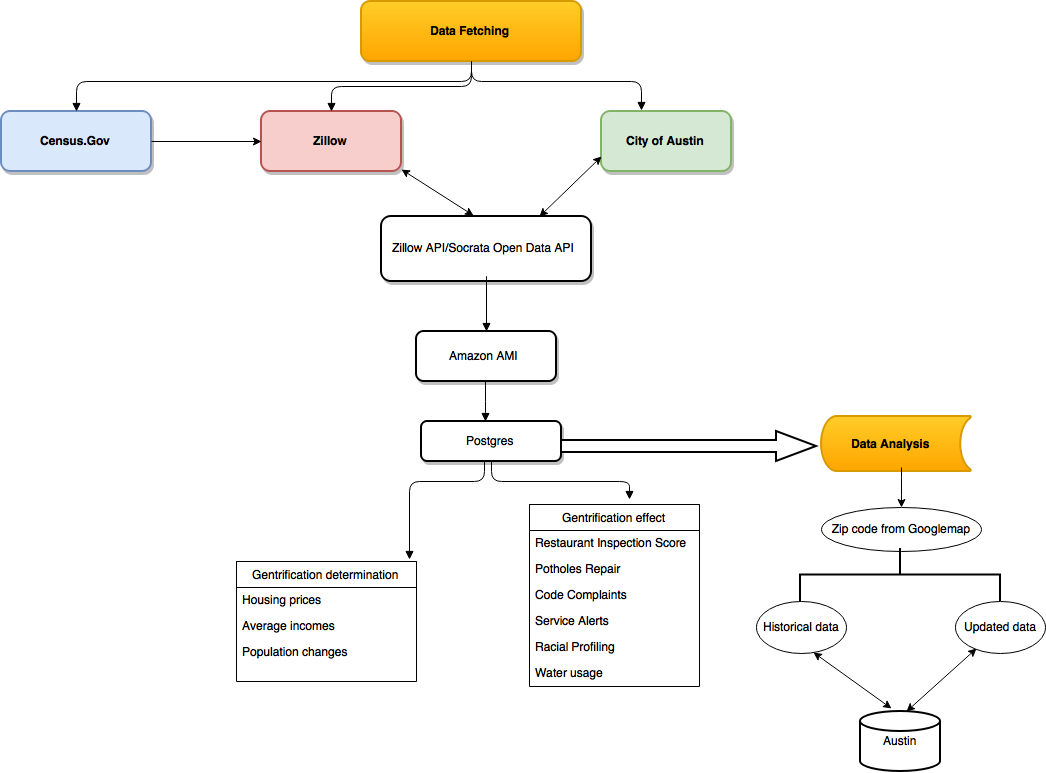 Data Fetching
Census.Gov
Zillow
City of Austin
Zillow API/Socrata Open Data API
Amazon AMI
Postgres
Data Analysis
Gentrification determination
Housing prices
Average incomes
Population changes
Gentrification effect
Restaurant Inspection Score
Potholes Repair
Code Complaints
Service Alerts
Racial Profiling
Water usage
Zip code from Googlemap
Historical data
Updated data
Austin